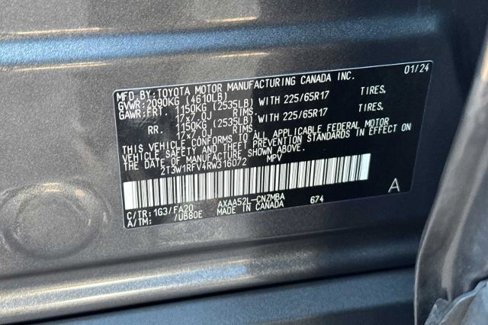 MFD.BY:TOYOTA MOTOR MANUFACTURING CANADA INC. 01/24
GVWR:2090KG (4610LB)
GAWR:FRT. 1150KG (2535LB) WITH 225/65R17 TIRES.
17x7.0J RIMS
RR. 1150KG (2535LB) WITH 225/65R17 TIRES.
17x7.0J RIMS
THIS VEHICLE CONFORMS TO ALL APPLICABLE FEDERAL MOTOR
VEHICLE SAFETY AND THEFT PREVENTION STANDARDS IN
EFFECT ON THE DATE OF MANUFACTURE SHOWN ABOVE.
2T3W1RFV4RW316072 MPV
A
C/TR: 1G3/FA20 AXAA52L-CNZMBA
A/TM: /UB80E MADE IN CANADA 674